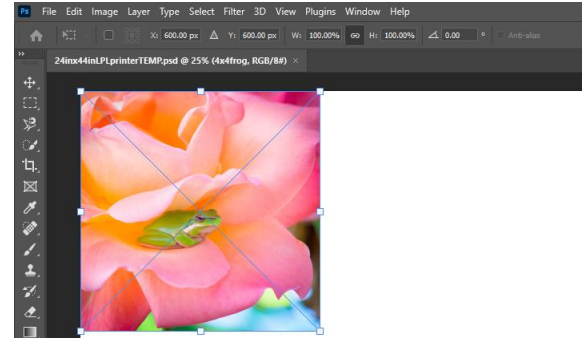 Ps File Edit Image Layer Type Select Filter 3D View Plugins Window Help
X: 600.00 px Δ Y: 600.00 px W: 100.00% H: 100.00% 0.00 ° Anti-alias
24inx44inLPLprinterTEMP.psd @ 25% (4x4frog, RGB/8#) ×